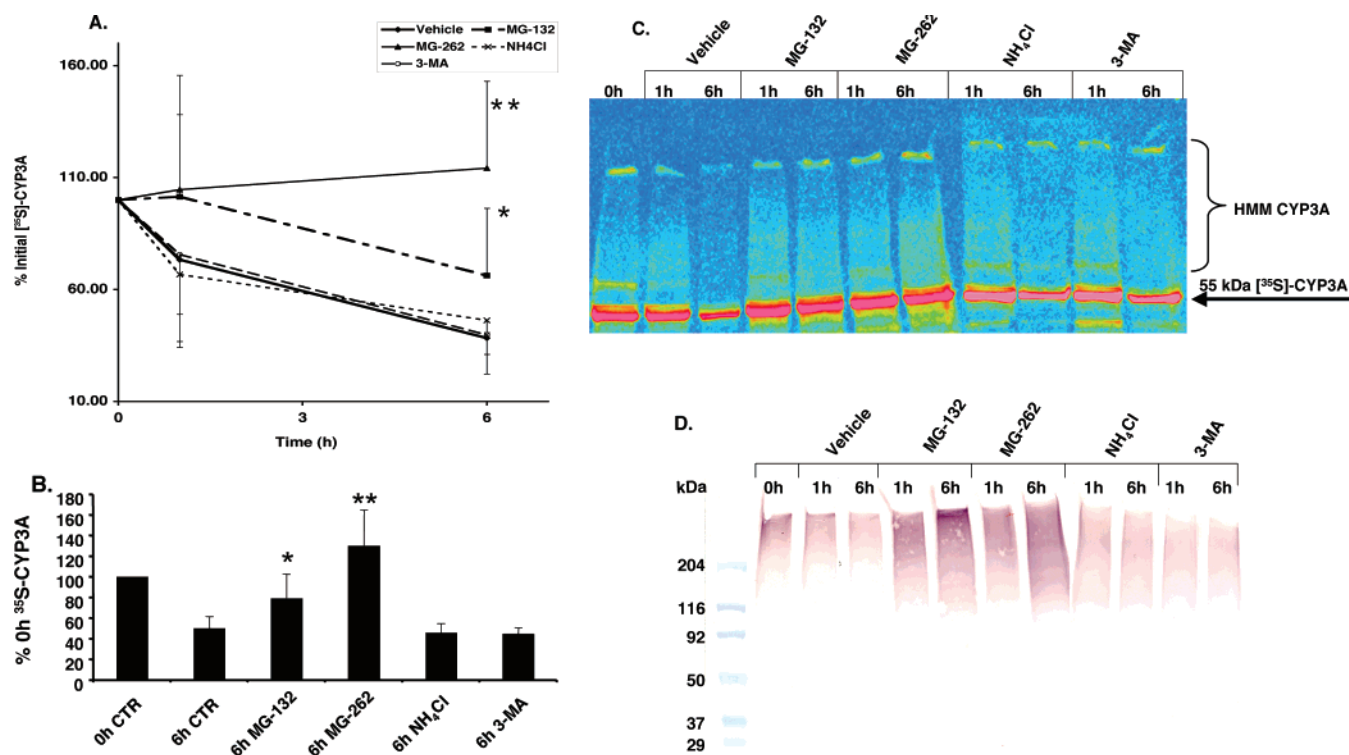 A.
Vehicle MG-132
MG-262 NH4Cl
3-MA
160.00
110.00
60.00
10.00
% Initial [³⁵S]-CYP3A
**
*
0 3 6
Time (h)
B.
180
160
140
120
100
80
60
40
20
0
% 0h ³⁵S-CYP3A
*
**
0h CTR
6h CTR
6h MG-132
6h MG-262
6h NH₄Cl
6h 3-MA
C.
Vehicle
MG-132
MG-262
NH₄Cl
3-MA
0h 1h 6h 1h 6h 1h 6h 1h 6h 1h 6h
HMM CYP3A
55 kDa [³⁵S]-CYP3A
D.
Vehicle
MG-132
MG-262
NH₄Cl
3-MA
kDa 0h 1h 6h 1h 6h 1h 6h 1h 6h 1h 6h
204
116
92
50
37
29